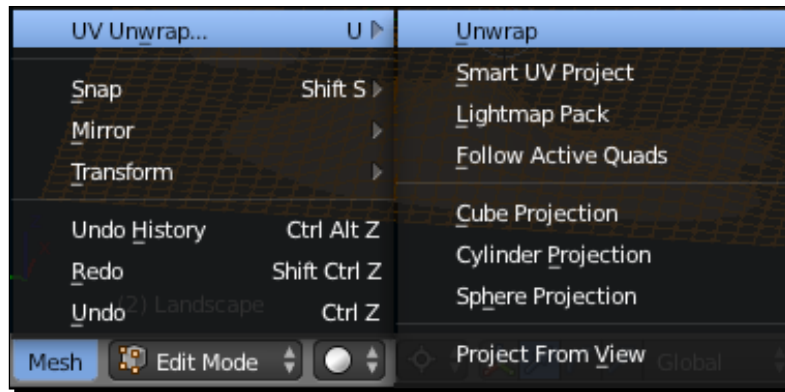 UV Unwrap... U
Snap Shift S
Mirror
Transform
Undo History Ctrl Alt Z
Redo Shift Ctrl Z
Undo Ctrl Z
(2) Landscape
Mesh Edit Mode
Unwrap
Smart UV Project
Lightmap Pack
Follow Active Quads
Cube Projection
Cylinder Projection
Sphere Projection
Project From View
Global